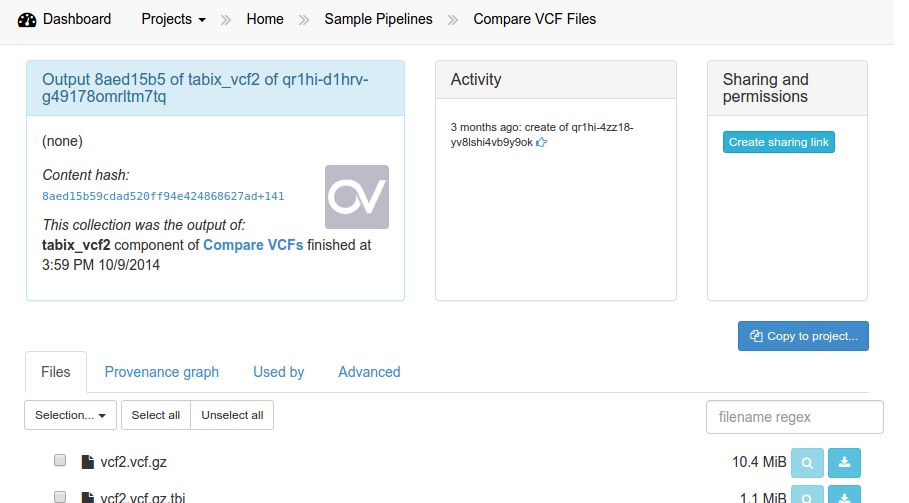 Dashboard Projects Home Sample Pipelines Compare VCF Files
Output 8aed15b5 of tabix_vcf2 of qr1hi-d1hrv-
g49178omrltm7tq
(none)
Content hash:
8aed15b59cdad520ff94e424868627ad+141
This collection was the output of:
tabix_vcf2 component of Compare VCFs finished at
3:59 PM 10/9/2014
Activity
3 months ago: create of qr1hi-4zz18-
yv8lshi4vb9y9ok
Sharing and
permissions
Create sharing link
Copy to project...
Files Provenance graph Used by Advanced
Selection... Select all Unselect all filename regex
vcf2.vcf.gz 10.4 MiB
vcf2.vcf.gz.tbi 1.1 MiB